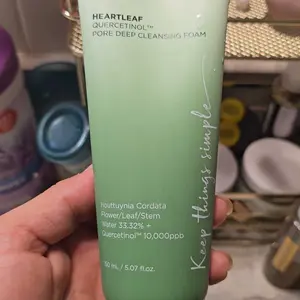 HEARTLEAF
QUERCETINOL™
PORE DEEP CLEANSING FOAM
Keep things simple
Houttuynia Cordata
Flower/Leaf/Stem
Water 33.32% +
Quercetinol™ 10,000ppb
150 mL / 5.07 fl.oz.